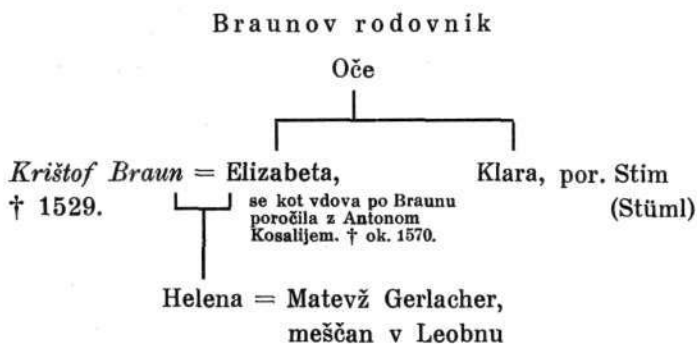 Braunov rodovnik
Oče
Krištof Braun = Elizabeta,
Klara, por. Stim
† 1529.
(Stüml)
se kot vdova po Braunu
poročila z Antonom
Kosalijem. † ok. 1570.
Helena = Matevž Gerlacher,
meščan v Leobnu